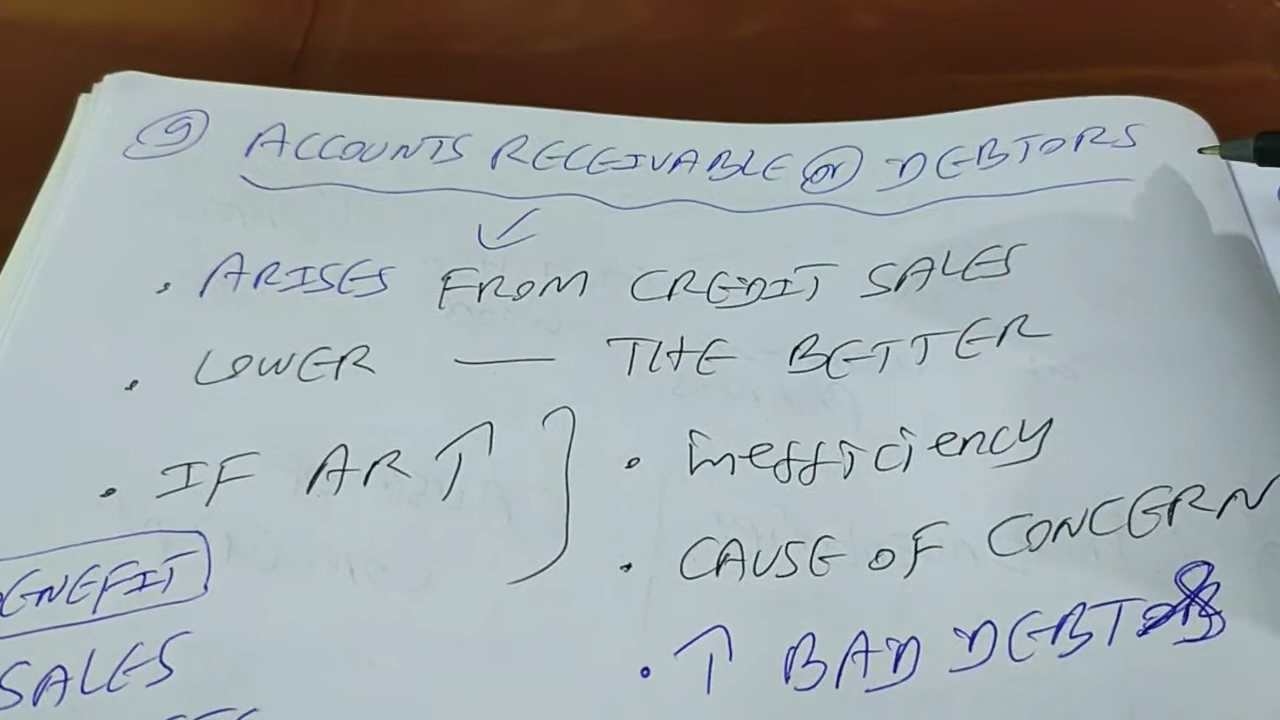 9 ACCOUNTS RECEIVABLE or DEBTORS
. ARISES FROM CREDIT SALES
. LOWER — THE BETTER
. IF AR ↑ } . inefficiency
. CAUSE OF CONCERN
. ↑ BAD DEBTS
ENEFIT
SALES